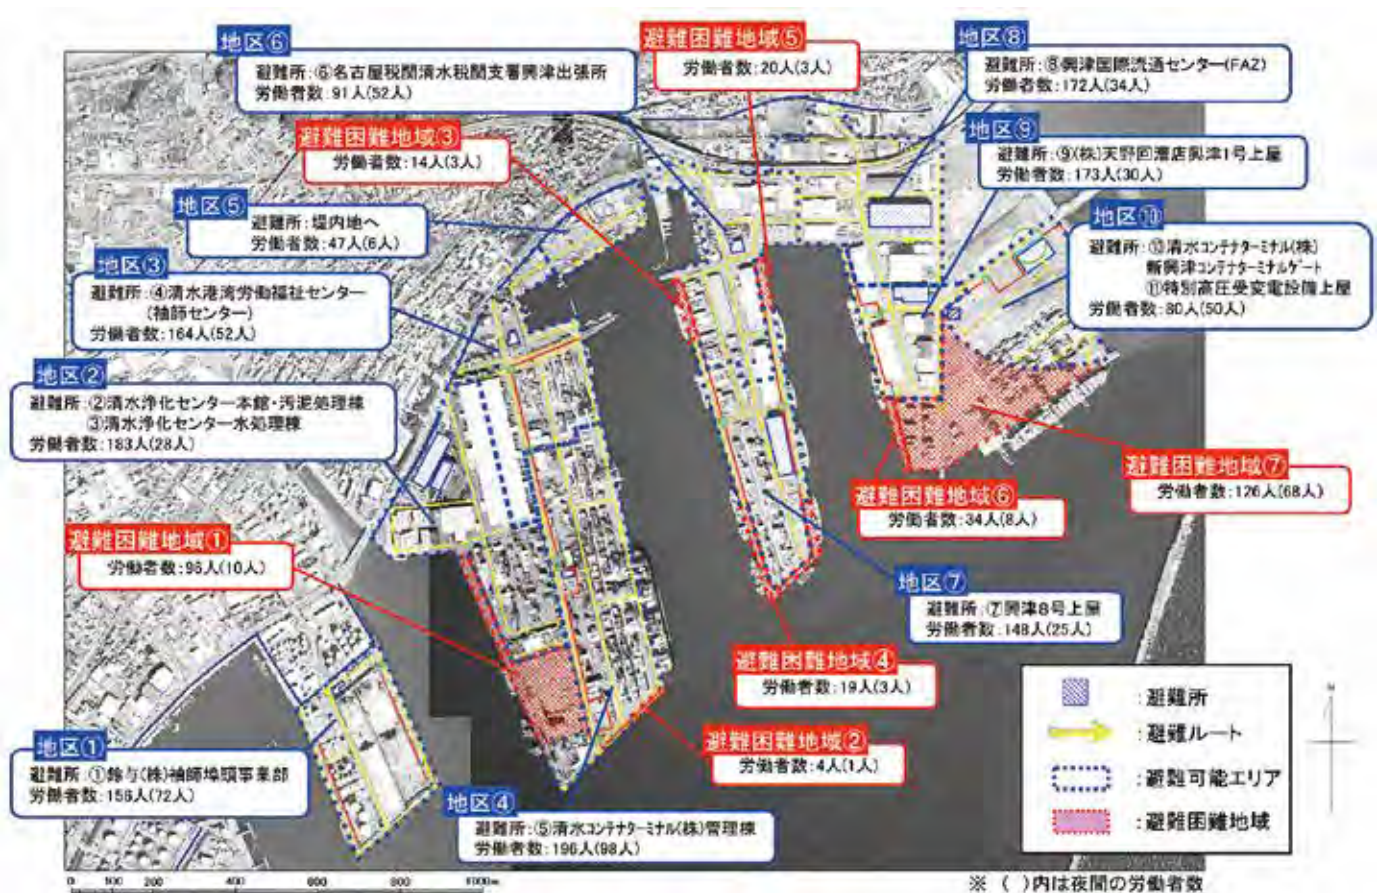 地区⑥
避難所:⑥名古屋税関清水税関支署興津出張所
労働者数:91人(52人)
避難困難地域⑤
労働者数:20人(3人)
地区⑧
避難所:⑧興津国際流通センター(FAZ)
労働者数:172人(34人)
避難困難地域③
労働者数:14人(3人)
地区⑨
避難所:⑨(株)天野回漕店興津1号上屋
労働者数:173人(30人)
地区⑤
避難所:堤内地へ
労働者数:47人(6人)
地区⑩
避難所:⑩清水コンテナターミナル(株)
新興津コンテナターミナルゲート
⑪特別高圧受変電設備上屋
労働者数:80人(50人)
地区③
避難所:④清水港湾労働福祉センター
(袖師センター)
労働者数:164人(52人)
地区②
避難所:②清水浄化センター本館・汚泥処理棟
③清水浄化センター水処理棟
労働者数:183人(28人)
避難困難地域⑦
労働者数:126人(68人)
避難困難地域⑥
労働者数:34人(8人)
避難困難地域①
労働者数:96人(10人)
地区⑦
避難所:⑦興津8号上屋
労働者数:148人(25人)
避難困難地域④
労働者数:19人(3人)
避難困難地域②
労働者数:4人(1人)
地区①
避難所:①鈴与(株)袖師埠頭事業部
労働者数:156人(72人)
地区④
避難所:⑤清水コンテナターミナル(株)管理棟
労働者数:196人(98人)
:避難所
:避難ルート
:避難可能エリア
:避難困難地域
N
0 100 200 400 600 800 1000m
※ ( )内は夜間の労働者数